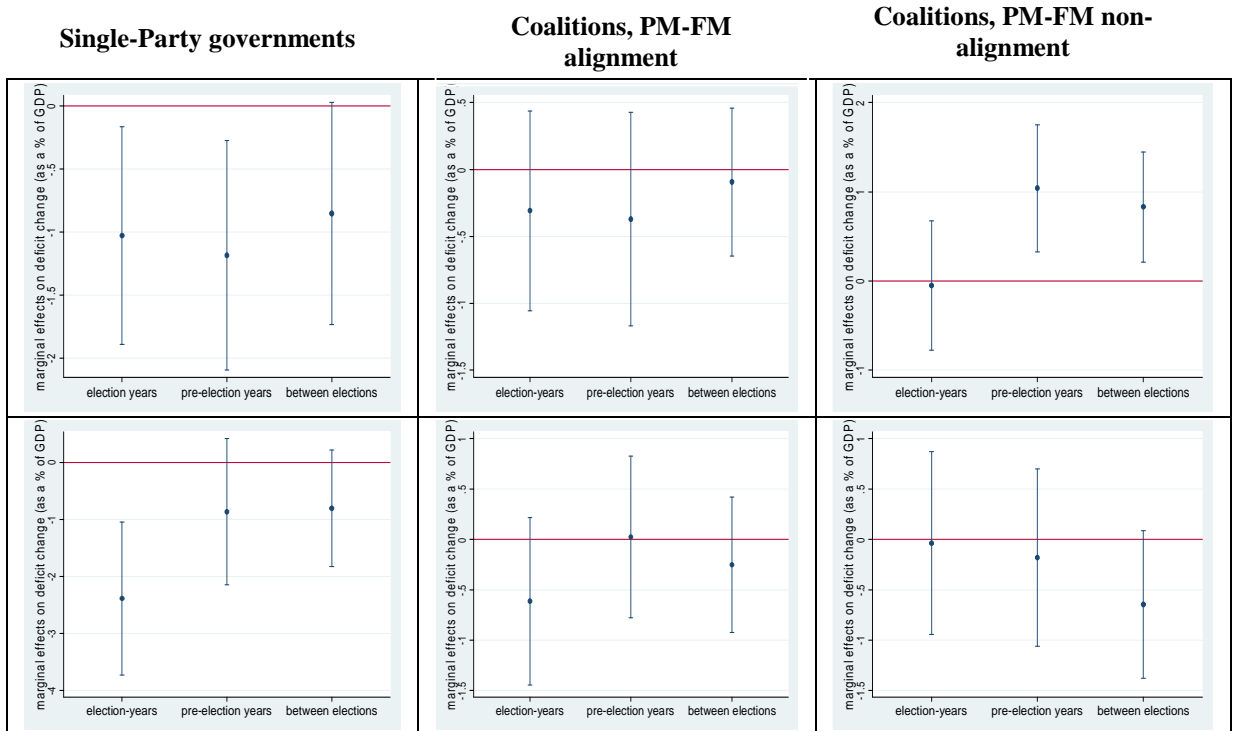 Single-Party governments
Coalitions, PM-FM
alignment
Coalitions, PM-FM non-
alignment
marginal effects on deficit change (as a % of GDP)
0
-.5
-1
-1.5
-2
election years
pre-election years
between elections
marginal effects on deficit change (as a % of GDP)
.5
0
-.5
-1
-1.5
election-years
pre-election years
between elections
marginal effects on deficit change (as a % of GDP)
2
1
0
-1
election-years
pre-election years
between elections
marginal effects on deficit change (as a % of GDP)
0
-1
-2
-3
-4
election-years
pre-election years
between elections
marginal effects on deficit change (as a % of GDP)
1
.5
0
-.5
-1
-1.5
election-years
pre-election years
between elections
marginal effects on deficit change (as a % of GDP)
1
.5
0
-.5
-1
-1.5
election-years
pre-election years
between elections